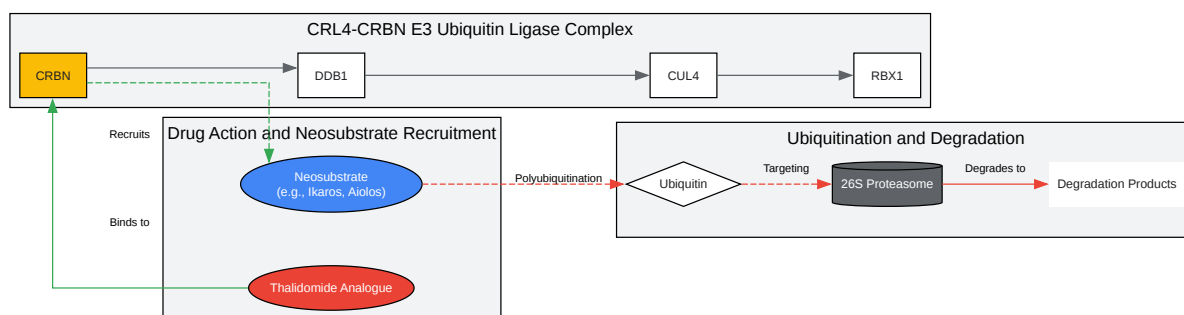 CRL4-CRBN E3 Ubiquitin Ligase Complex
CRBN
DDB1
CUL4
RBX1
Recruits
Drug Action and Neosubstrate Recruitment
Ubiquitination and Degradation
Neosubstrate
(e.g., Ikaros, Aiolos)
Polyubiquitination
Ubiquitin
Targeting
26S Proteasome
Degrades to
Degradation Products
Binds to
Thalidomide Analogue